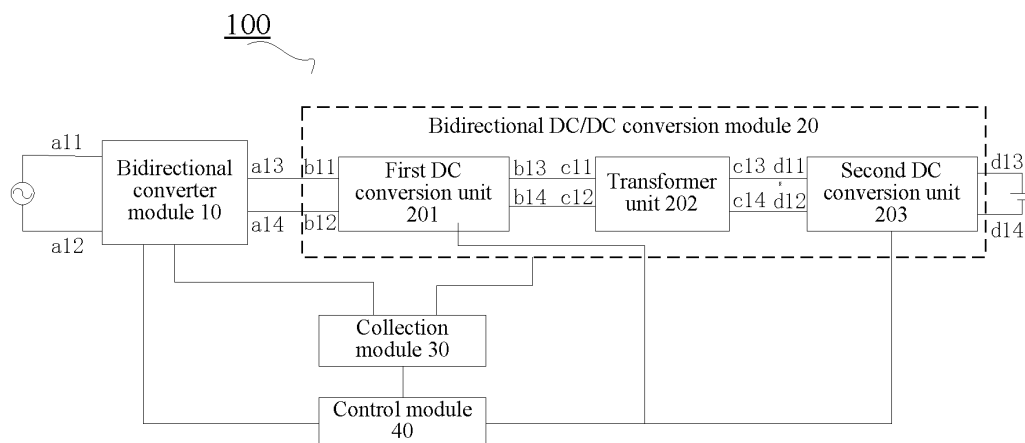 100
Bidirectional DC/DC conversion module 20
a11
a12
Bidirectional
converter
module 10
a13
a14
b11
b12
First DC
conversion unit
201
b13
b14
c11
c12
Transformer
unit 202
c13
c14
d11
d12
Second DC
conversion unit
203
d13
d14
Collection
module 30
Control module
40